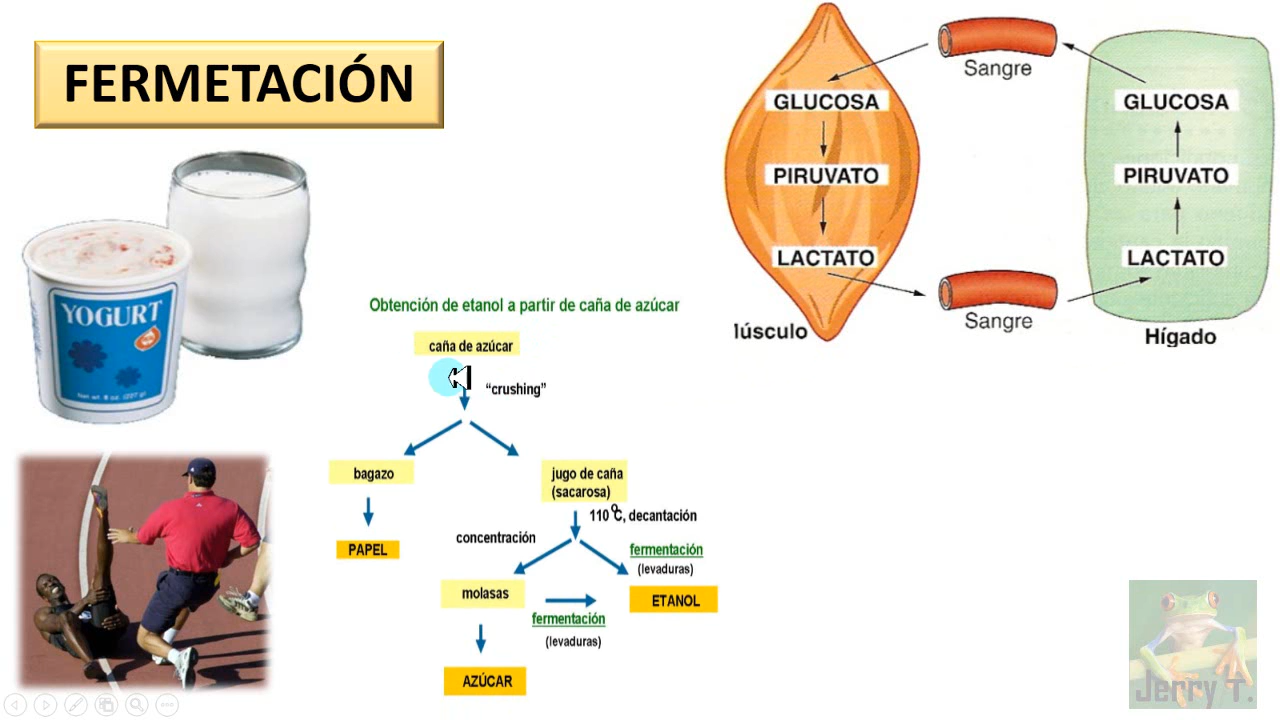 FERMETACIÓN
YOGURT
Net wt. 8 oz. (227 g)
Obtención de etanol a partir de caña de azúcar
caña de azúcar
“crushing”
bagazo
jugo de caña
(sacarosa)
110 ºC, decantación
PAPEL
concentración
fermentación
(levaduras)
molasas
ETANOL
fermentación
(levaduras)
AZÚCAR
Sangre
GLUCOSA
PIRUVATO
LACTATO
lúsculo
Sangre
GLUCOSA
PIRUVATO
LACTATO
Hígado
Jerry T.